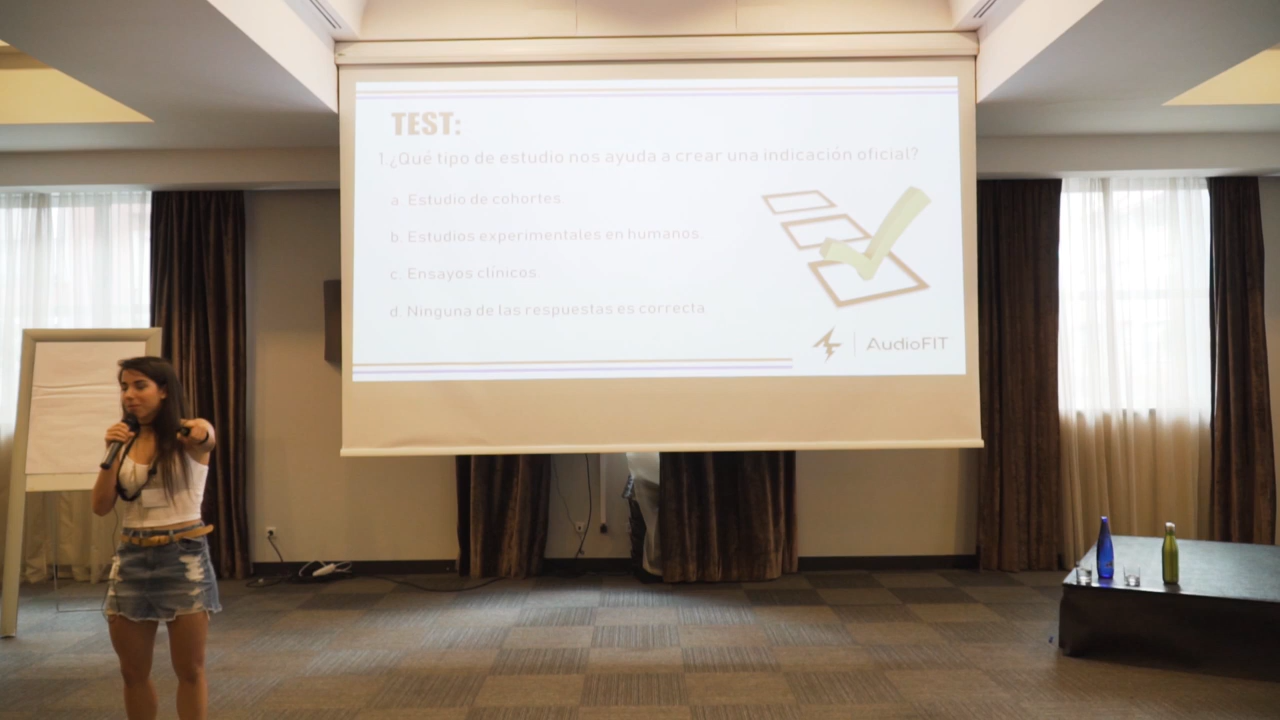 TEST:
1.¿Qué tipo de estudio nos ayuda a crear una indicación oficial?
a. Estudio de cohortes.
b. Estudios experimentales en humanos.
c. Ensayos clínicos
d. Ninguna de las respuestas es correcta
AudioFIT